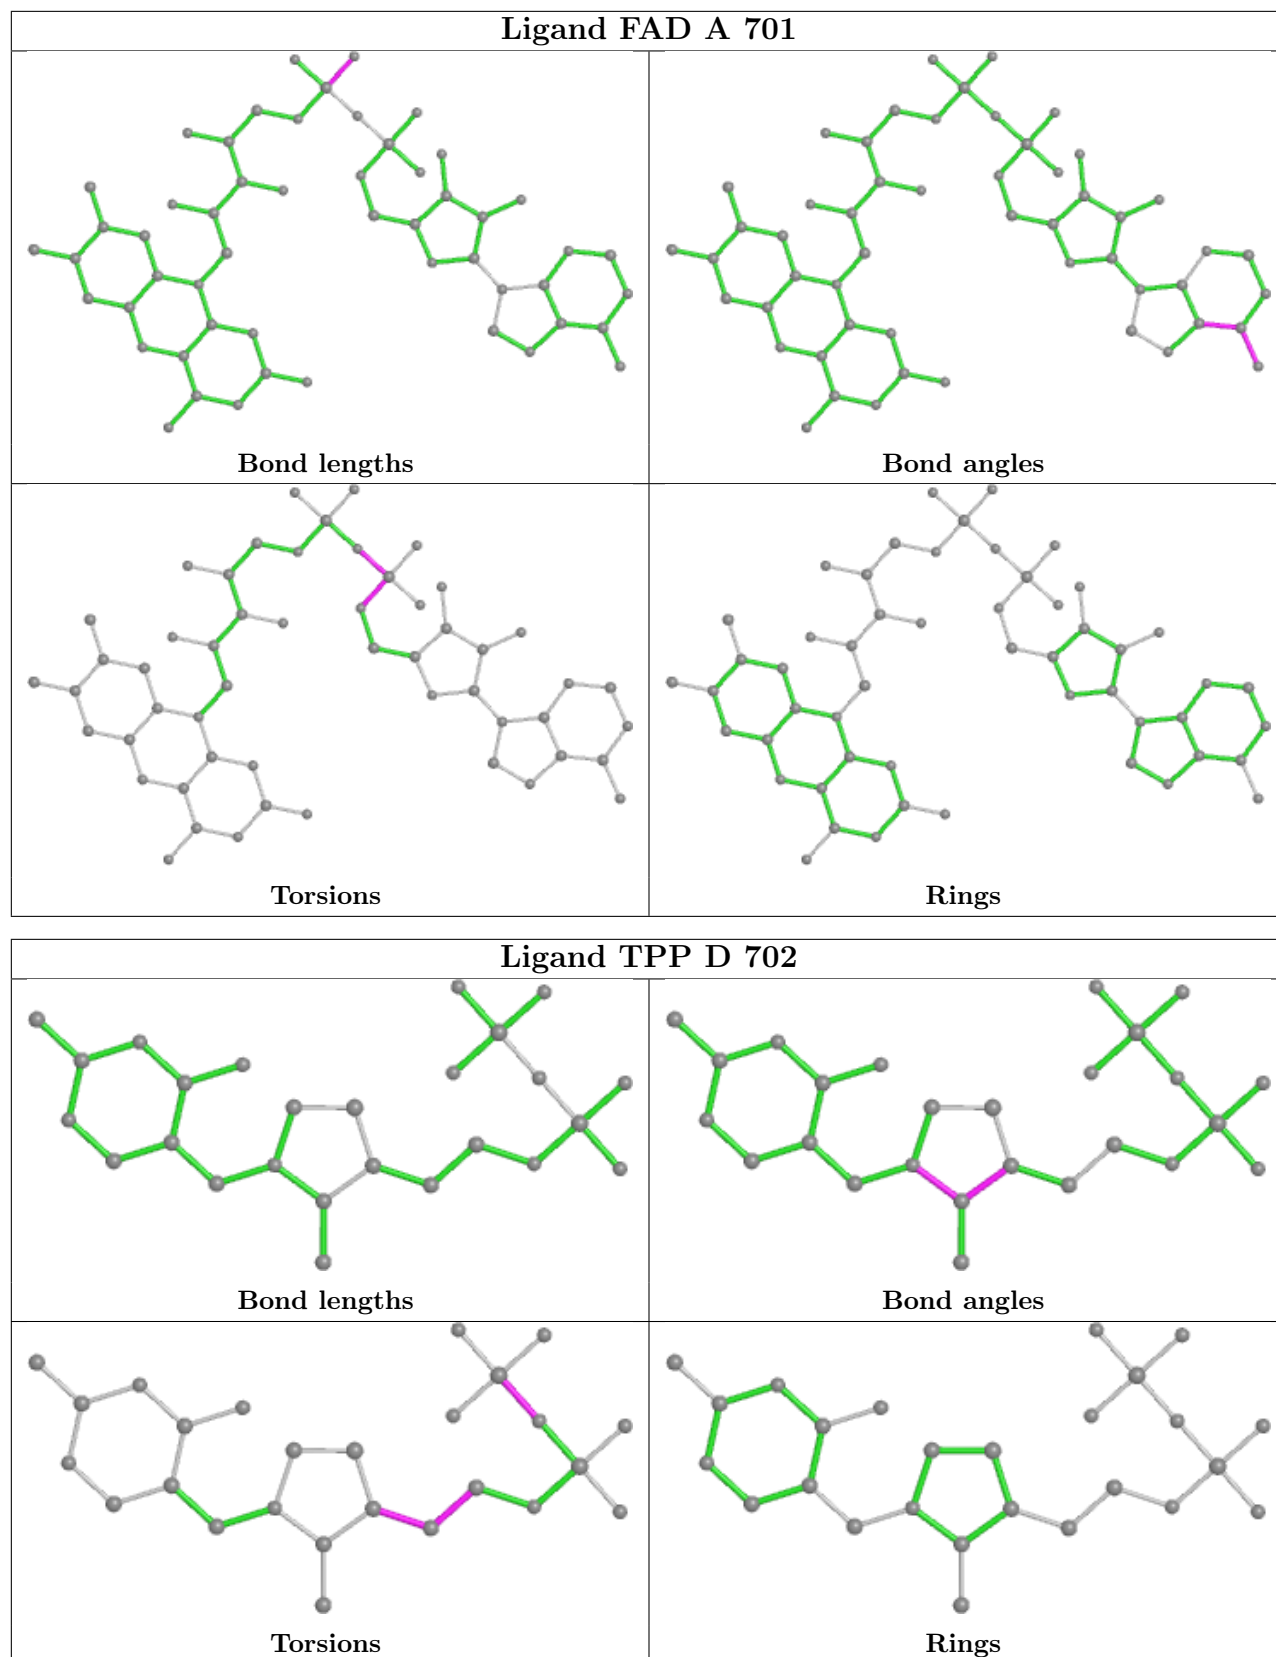 Ligand FAD A 701
Bond lengths
Bond angles
Torsions
Rings
Ligand TPP D 702
Bond lengths
Bond angles
Torsions
Rings